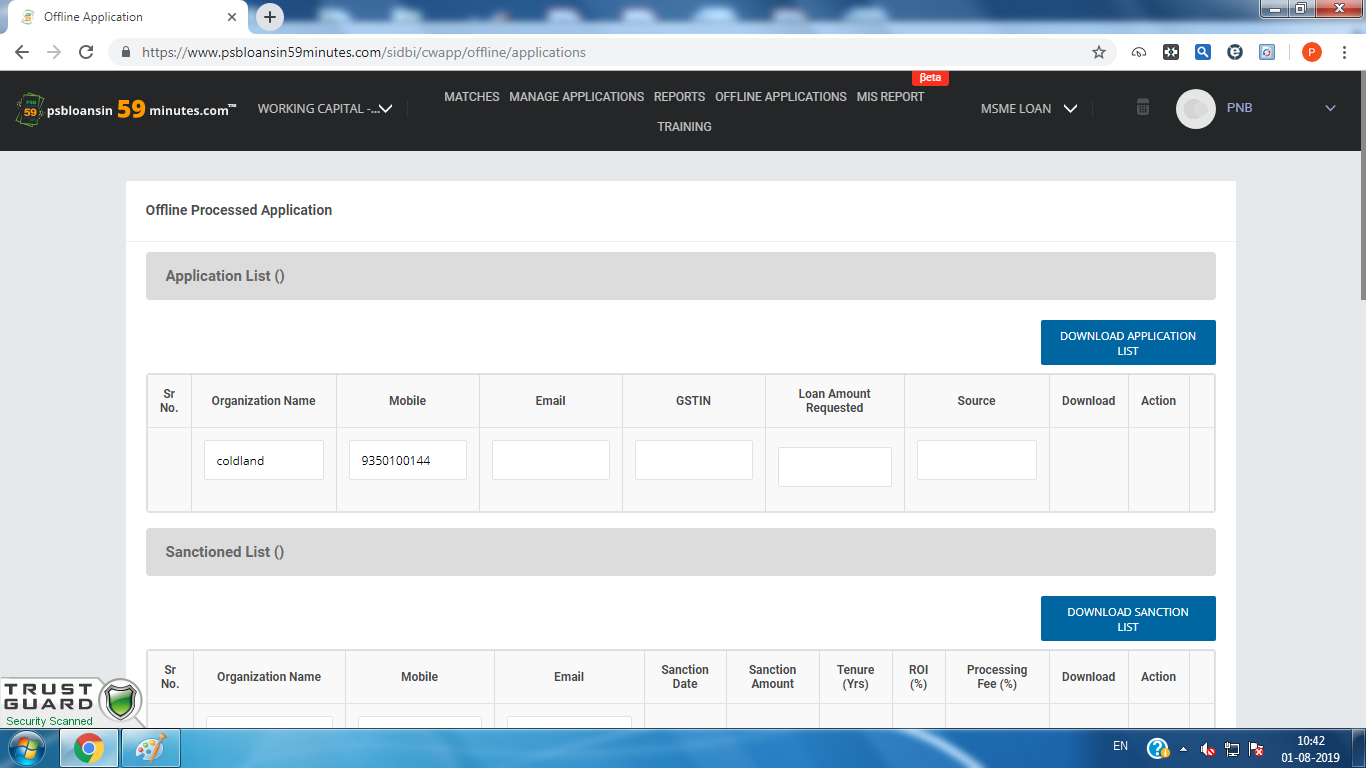 Offline Application
https://www.psbloansin59minutes.com/sidbi/cwapp/offline/applications
P
Beta
psbloansin 59 minutes.com™
WORKING CAPITAL -...
MATCHES MANAGE APPLICATIONS REPORTS OFFLINE APPLICATIONS MIS REPORT
TRAINING
MSME LOAN
PNB
Offline Processed Application
Application List ()
DOWNLOAD APPLICATION
LIST
Sr No. Organization Name Mobile Email GSTIN Loan Amount Requested Source Download Action
coldland 9350100144
Sanctioned List ()
DOWNLOAD SANCTION
LIST
Sr No. Organization Name Mobile Email Sanction Date Sanction Amount Tenure (Yrs) ROI (%) Processing Fee (%) Download Action
TRUST
GUARD
Security Scanned
EN
10:42
01-08-2019